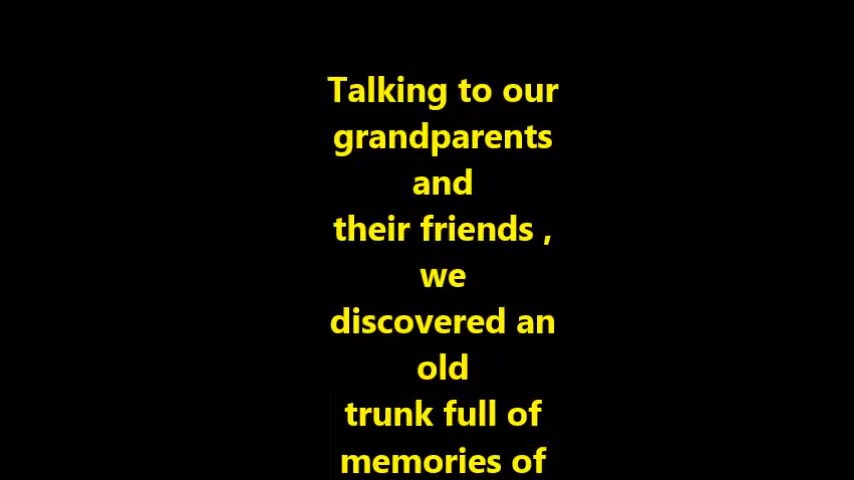 Talking to our
grandparents
and
their friends ,
we
discovered an
old
trunk full of
memories of